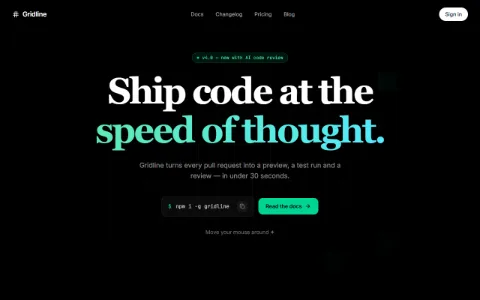 # Gridline
Docs Changelog Pricing Blog
Sign in
v4.0 — now with AI code review
Ship code at the
speed of thought.
Gridline turns every pull request into a preview, a test run and a
review — in under 30 seconds.
$ npm i -g gridline
Read the docs →
Move your mouse around